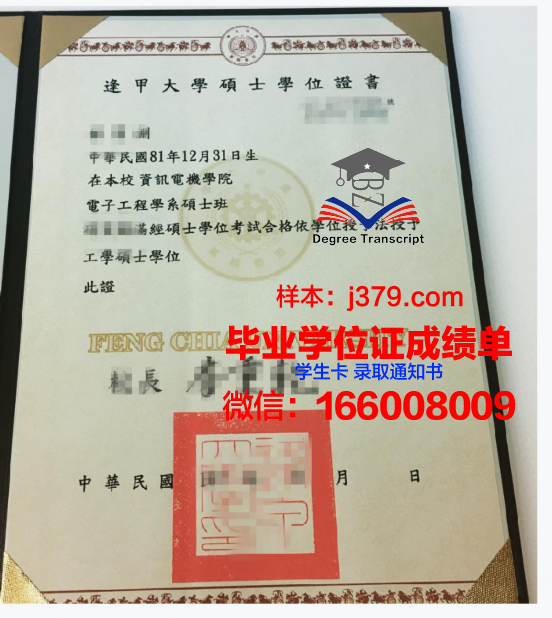 逢甲大學碩士學位證書
號
中華民國81年12月31日生
在本校資訊電機學院
電子工程學系碩士班
經碩士學位考試合格依學位授予法授予
工學碩士學位
此證
Degree Transcript
样本：j379.com
FENG CHIA
毕业学位证成绩单
校長
学生卡 录取通知书
微信：166008009
中華民國 月 日